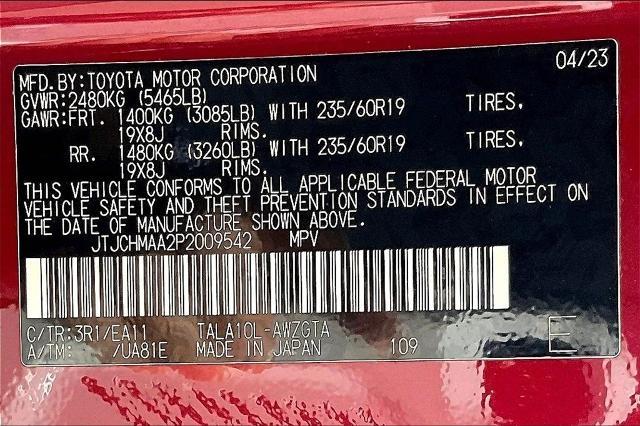 04/23
MFD.BY:TOYOTA MOTOR CORPORATION
GVWR:2480KG (5465LB)
GAWR:FRT. 1400KG (3085LB) WITH 235/60R19 TIRES,
19X8J RIMS.
RR. 1480KG (3260LB) WITH 235/60R19 TIRES,
19X8J RIMS.
THIS VEHICLE CONFORMS TO ALL APPLICABLE FEDERAL MOTOR
VEHICLE SAFETY AND THEFT PREVENTION STANDARDS IN EFFECT ON
THE DATE OF MANUFACTURE SHOWN ABOVE.
JTJCHMAA2P2009542 MPV
C/TR:3R1/EA11 TALA10L-AWZGTA
A/TM: /UA81E MADE IN JAPAN 109 E